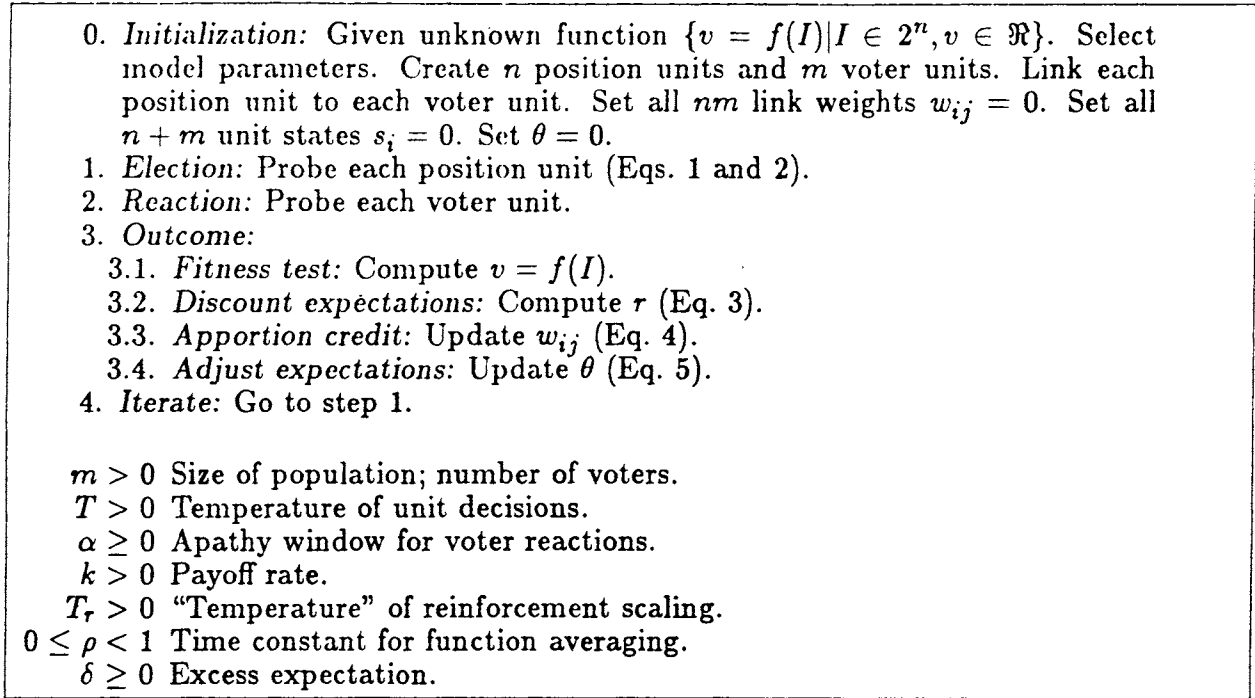 0. Initialization: Given unknown function {v = f(I)|I ∈ 2ⁿ, v ∈ ℜ}. Select
model parameters. Create n position units and m voter units. Link each
position unit to each voter unit. Set all nm link weights wᵢⱼ = 0. Set all
n + m unit states sᵢ = 0. Set θ = 0.
1. Election: Probe each position unit (Eqs. 1 and 2).
2. Reaction: Probe each voter unit.
3. Outcome:
3.1. Fitness test: Compute v = f(I).
3.2. Discount expectations: Compute r (Eq. 3).
3.3. Apportion credit: Update wᵢⱼ (Eq. 4).
3.4. Adjust expectations: Update θ (Eq. 5).
4. Iterate: Go to step 1.
m > 0 Size of population; number of voters.
T > 0 Temperature of unit decisions.
α ≥ 0 Apathy window for voter reactions.
k > 0 Payoff rate.
Tᵣ > 0 "Temperature" of reinforcement scaling.
0 ≤ ρ < 1 Time constant for function averaging.
δ ≥ 0 Excess expectation.